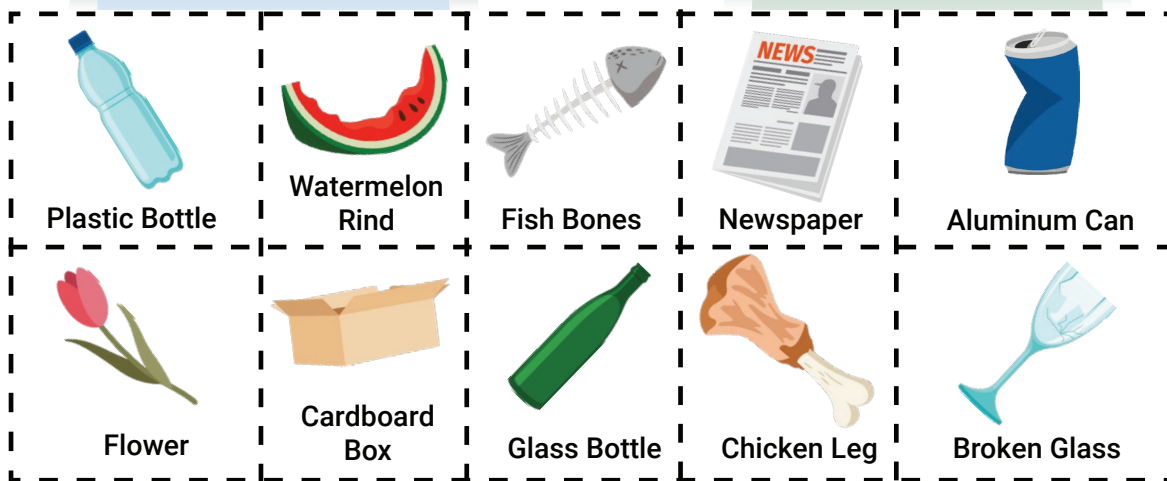 Plastic Bottle
Watermelon
Rind
Fish Bones
NEWS
Newspaper
Aluminum Can
Flower
Cardboard
Box
Glass Bottle
Chicken Leg
Broken Glass